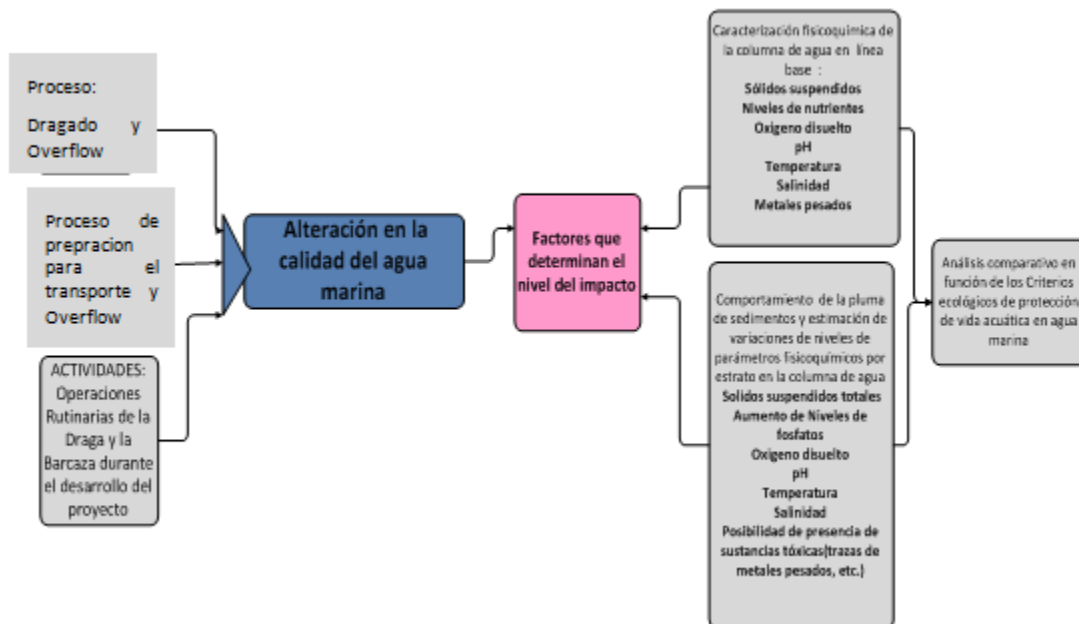 Proceso:
Dragado y
Overflow
Proceso de
prepracion
para el
transporte y
Overflow
ACTIVIDADES:
Operaciones
Rutinarias de la
Draga y la
Barcaza durante
el desarrollo del
proyecto
Alteración en la
calidad del agua
marina
Factores que
determinan el
nivel del impacto
Caracterización fisicoquímica de
la columna de agua en línea
base :
Sólidos suspendidos
Niveles de nutrientes
Oxigeno disuelto
pH
Temperatura
Salinidad
Metales pesados
Comportamiento de la pluma
de sedimentos y estimación de
variaciones de niveles de
parámetros fisicoquímicos por
estrato en la columna de agua
Solidos suspendidos totales
Aumento de Niveles de
fosfatos
Oxigeno disuelto
pH
Temperatura
Salinidad
Posibilidad de presencia de
sustancias tóxicas(trazas de
metales pesados, etc.)
Análisis comparativo en
función de los Criterios
ecológicos de protección
de vida acuática en agua
marina